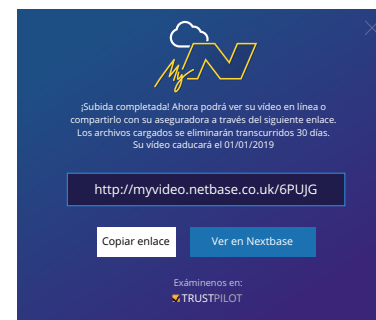 MyN
¡Subida completada! Ahora podrá ver su vídeo en línea o
compartirlo con su aseguradora a través del siguiente enlace.
Los archivos cargados se eliminarán transcurridos 30 días.
Su vídeo caducará el 01/01/2019
http://myvideo.netbase.co.uk/6PUJG
Copiar enlace
Ver en Nextbase
Exáminenos en:
TRUSTPILOT